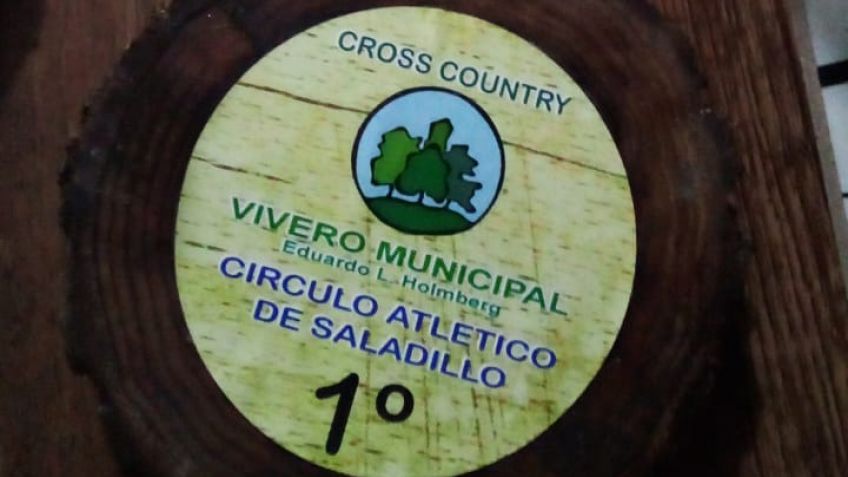 CROSS COUNTRY
VIVERO MUNICIPAL
Eduardo L. Holmberg
CIRCULO ATLETICO
DE SALADILLO
1º